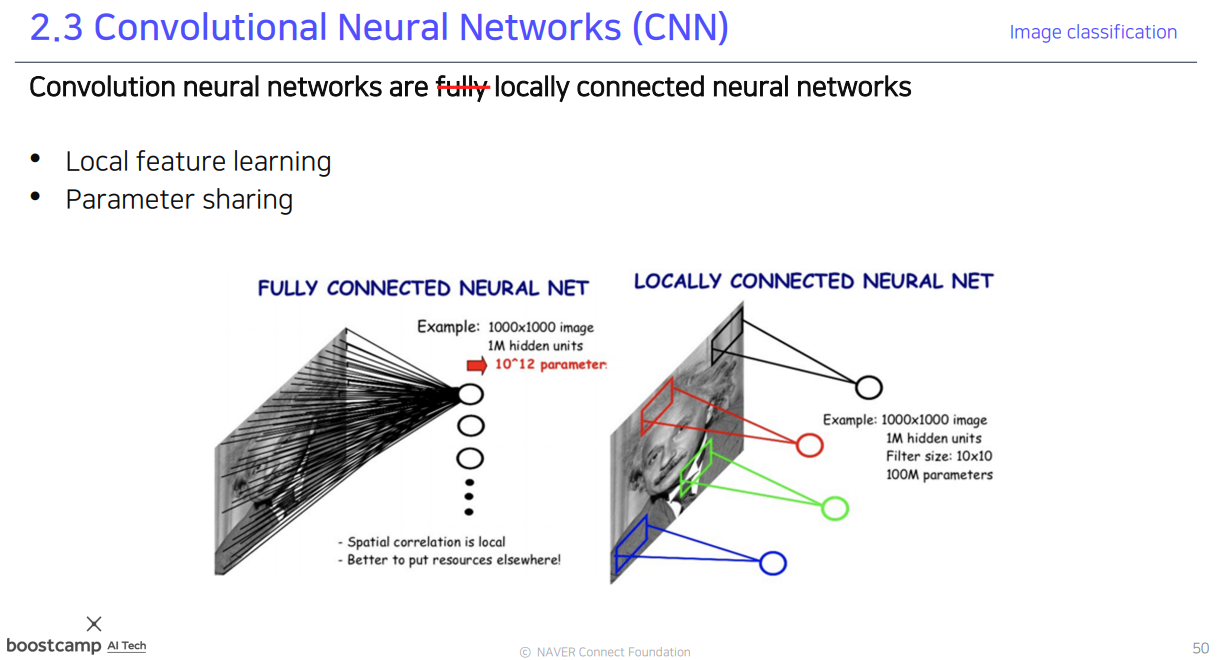 2.3 Convolutional Neural Networks (CNN)
Image classification
Convolution neural networks are fully locally connected neural networks
• Local feature learning
• Parameter sharing
FULLY CONNECTED NEURAL NET
Example: 1000x1000 image
1M hidden units
10^12 parameter
- Spatial correlation is local
- Better to put resources elsewhere!
LOCALLY CONNECTED NEURAL NET
Example: 1000x1000 image
1M hidden units
Filter size: 10x10
100M parameters
boostcamp AI Tech
© NAVER Connect Foundation
50